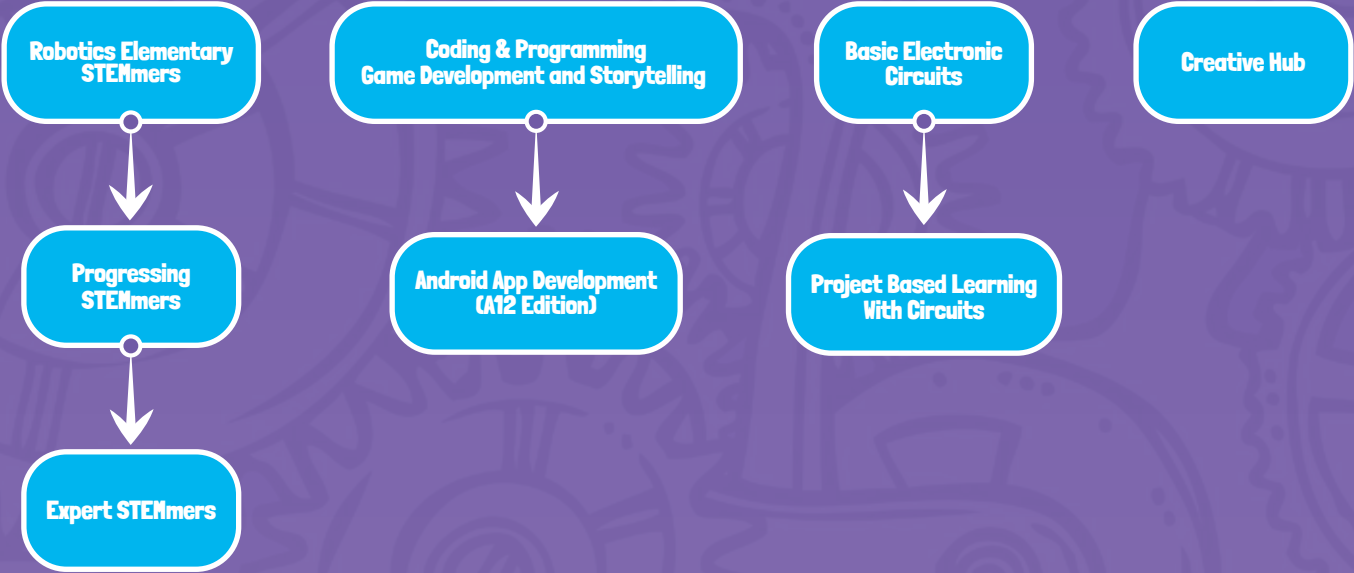 Robotics Elementary
STEMmers
Coding & Programming
Game Development and Storytelling
Basic Electronic
Circuits
Creative Hub
Progressing
STEMmers
Android App Development
(A12 Edition)
Project Based Learning
With Circuits
Expert STEMmers